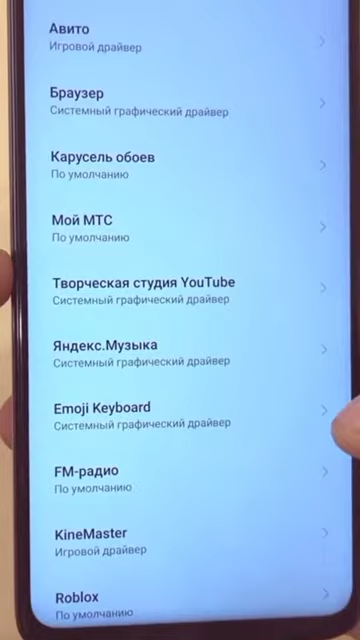 Авито
Игровой драйвер
Браузер
Системный графический драйвер
Карусель обоев
По умолчанию
Мой МТС
По умолчанию
Творческая студия YouTube
Системный графический драйвер
Яндекс.Музыка
Системный графический драйвер
Emoji Keyboard
Системный графический драйвер
FM-радио
По умолчанию
KineMaster
Игровой драйвер
Roblox
По умолчанию